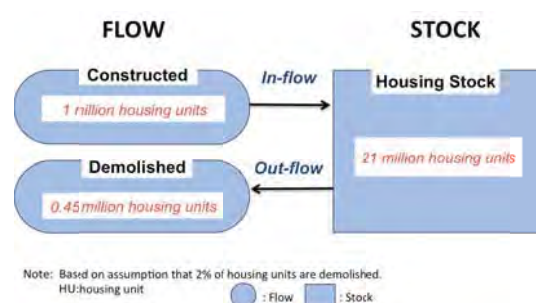 FLOW
STOCK
Constructed
1 million housing units
In-flow
Housing Stock
21 million housing units
Demolished
0.45 million housing units
Out-flow
Note: Based on assumption that 2% of housing units are demolished.
HU:housing unit
: Flow
: Stock